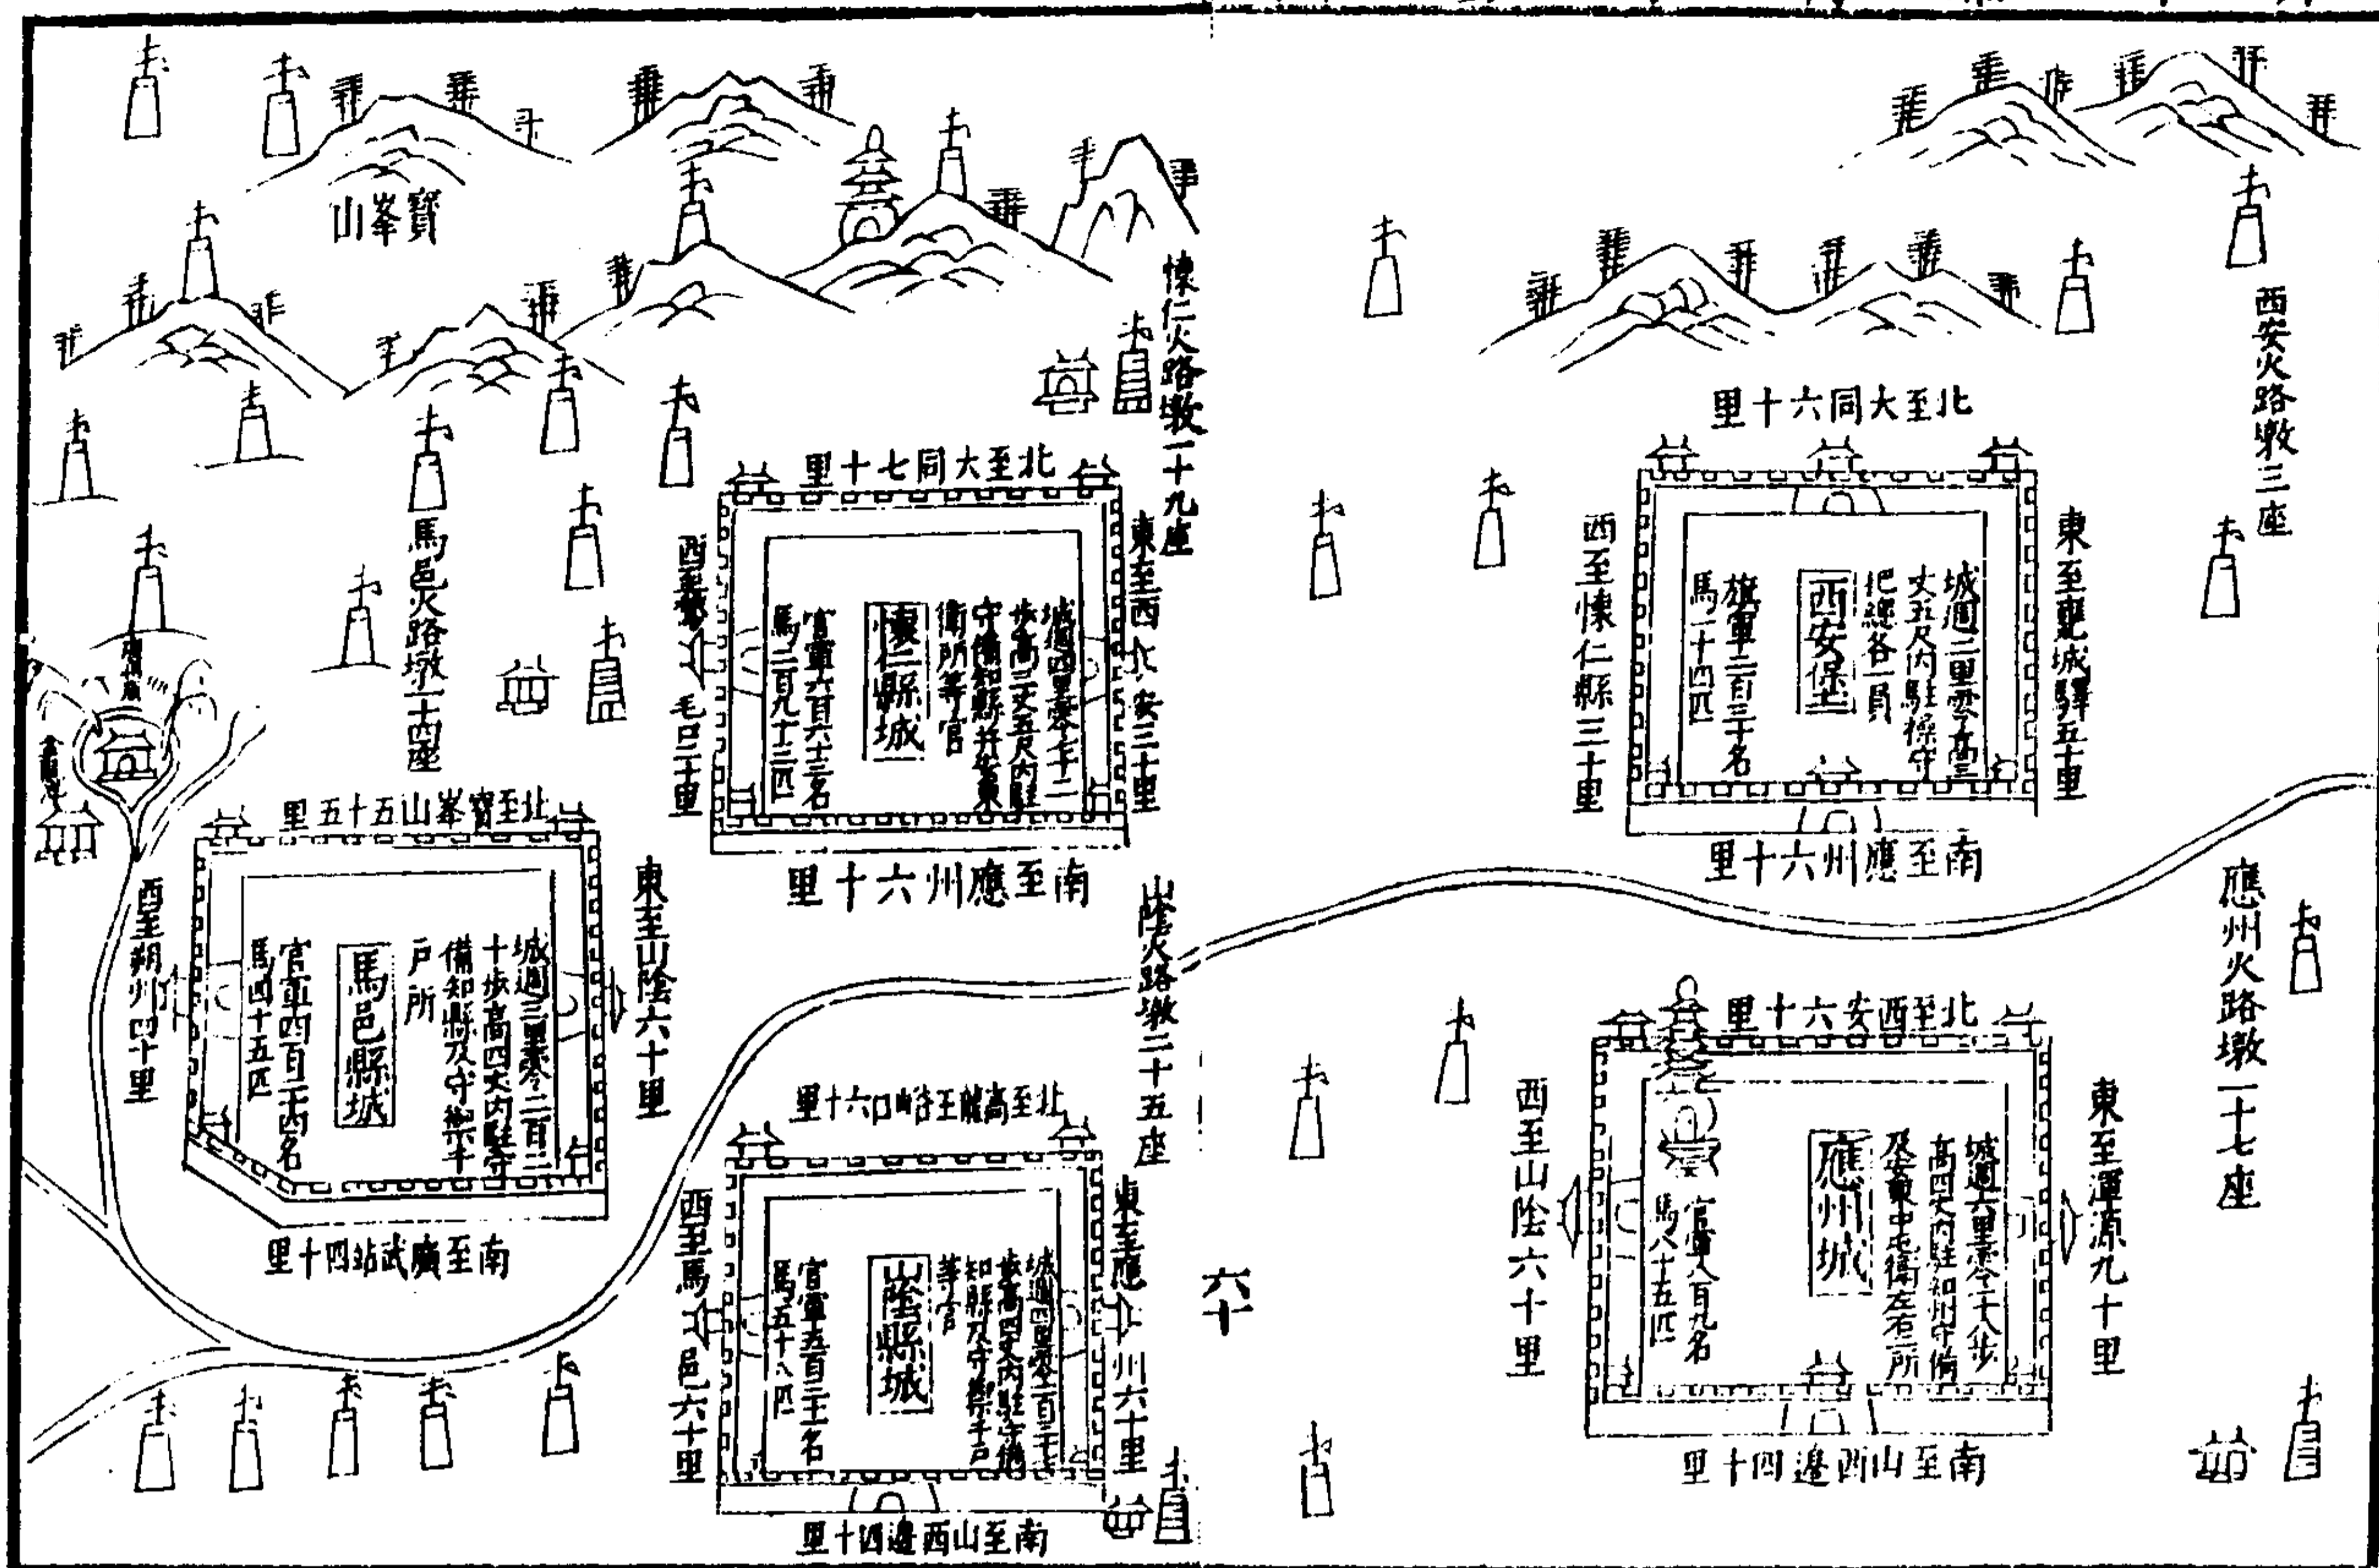 西安火路墩三座
北至大同六十里
東至甕城驛五十里
城週二里零高三
丈五尺內駐操守
把總各一員
西安堡
旗軍二百三十名
馬一十四匹
西至懷仁縣三十里
南至應州六十里
應州火路墩一十七座
北至西安六十里
東至渾源九十里
城週六里零一十八步
高四丈內駐知州守備
及安東中屯衛左右二所
應州城
官軍八百九名
馬八十五匹
西至山陰六十里
南至山西邊四十里
六十
懷仁火路墩二十九座
北至大同七十里
東至西安三十里
城週四里零七十二
步高三丈五尺內駐
守備知縣并安東
衛所等官
懷仁縣城
官軍六百六十三名
馬二百九十三匹
毛口二十里
南至應州六十里
山陰火路墩二十五座
北至高龍王峪口六十里
東至應州六十里
步高四丈內駐守備
知縣及守禦千戶
等官
山陰縣城
官軍五百二十一名
馬五十八匹
西至馬邑六十里
南至山西邊四十里
寶峯山
馬邑火路墩一十四座
北至寶峯山五十五里
東至山陰六十里
城週三里零二百二
十步高四丈內駐守
備知縣及守禦千
戶所
馬邑縣城
官軍四百二十四名
馬四十五匹
西至朔州四十里
南至廣武站四十里